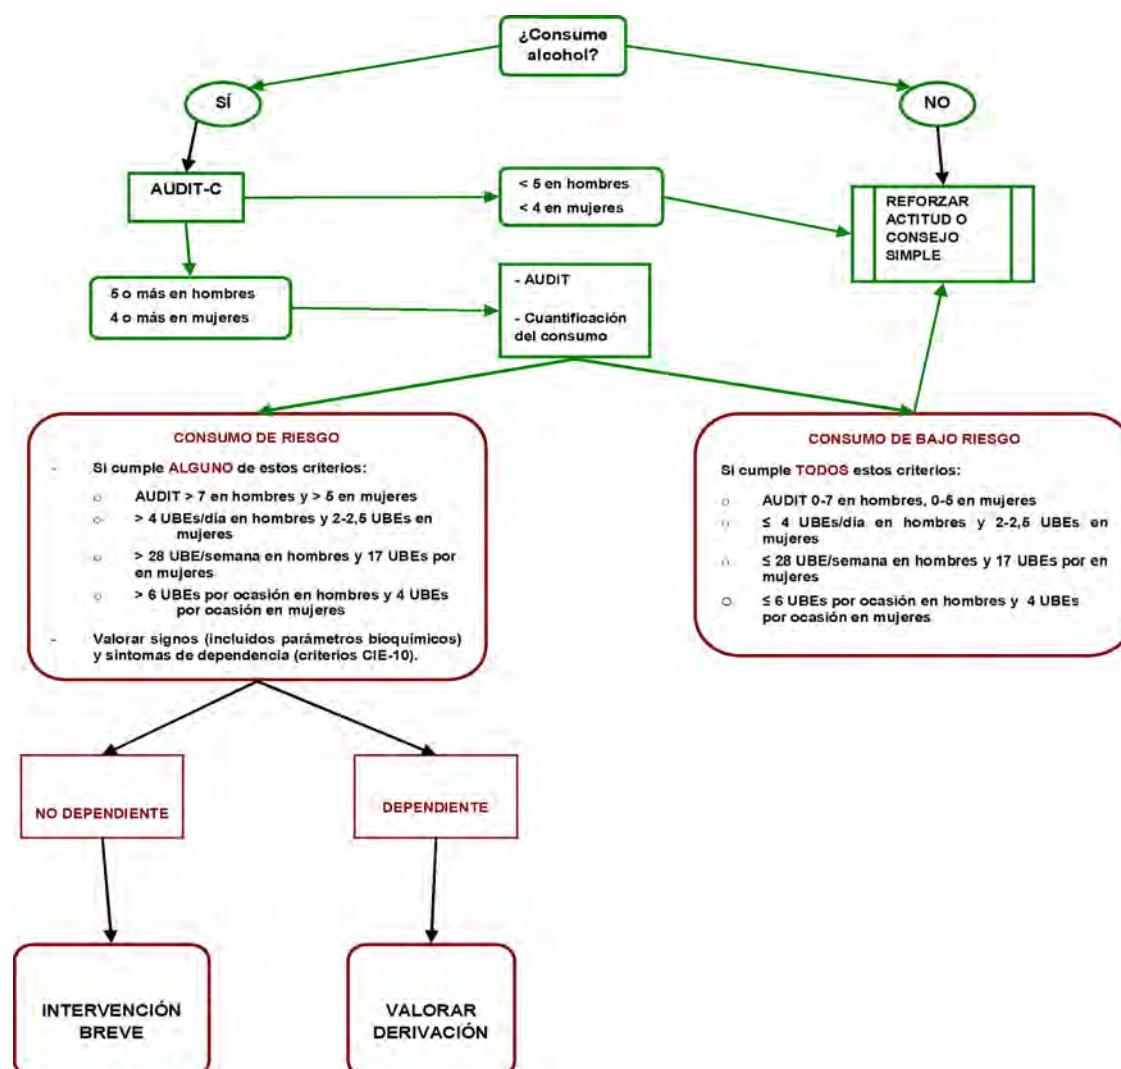 ¿Consume
alcohol?
SÍ
NO
AUDIT-C
< 5 en hombres
< 4 en mujeres
REFORZAR
ACTITUD O
CONSEJO
SIMPLE
5 o más en hombres
4 o más en mujeres
- AUDIT
- Cuantificación
del consumo
CONSUMO DE RIESGO
- Si cumple ALGUNO de estos criterios:
o AUDIT > 7 en hombres y > 5 en mujeres
o > 4 UBEs/día en hombres y 2-2,5 UBEs en
mujeres
o > 28 UBE/semana en hombres y 17 UBEs por
en mujeres
o > 6 UBEs por ocasión en hombres y 4 UBEs
por ocasión en mujeres
- Valorar signos (incluidos parámetros bioquímicos)
y síntomas de dependencia (criterios CIE-10).
CONSUMO DE BAJO RIESGO
Si cumple TODOS estos criterios:
o AUDIT 0-7 en hombres, 0-5 en mujeres
o ≤ 4 UBEs/día en hombres y 2-2,5 UBEs en
mujeres
o ≤ 28 UBE/semana en hombres y 17 UBEs por en
mujeres
o ≤ 6 UBEs por ocasión en hombres y 4 UBEs
por ocasión en mujeres
NO DEPENDIENTE
DEPENDIENTE
INTERVENCIÓN
BREVE
VALORAR
DERIVACIÓN